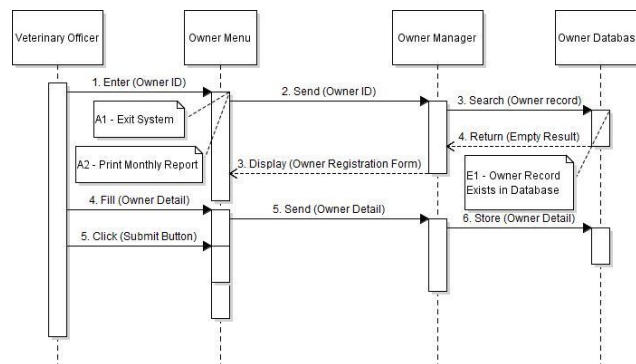 Veterinary Officer
Owner Menu
Owner Manager
Owner Database
1. Enter (Owner ID)
2. Send (Owner ID)
3. Search (Owner record)
A1 - Exit System
4. Return (Empty Result)
A2 - Print Monthly Report
3. Display (Owner Registration Form)
E1 - Owner Record
Exists in Database
4. Fill (Owner Detail)
5. Send (Owner Detail)
6. Store (Owner Detail)
5. Click (Submit Button)